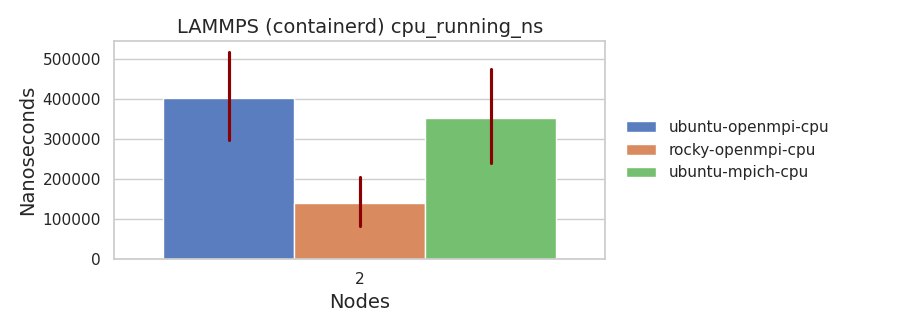 LAMMPS (containerd) cpu_running_ns
Nanoseconds
500000
400000
300000
200000
100000
0
2
Nodes
ubuntu-openmpi-cpu
rocky-openmpi-cpu
ubuntu-mpich-cpu